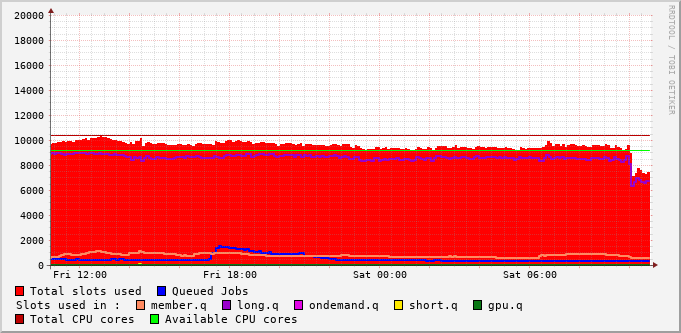 RRDTOOL / TOBI OETIKER
20000
18000
16000
14000
12000
10000
8000
6000
4000
2000
0
Fri 12:00 Fri 18:00 Sat 00:00 Sat 06:00
Total slots used Queued Jobs
Slots used in : member.q long.q ondemand.q short.q gpu.q
Total CPU cores Available CPU cores